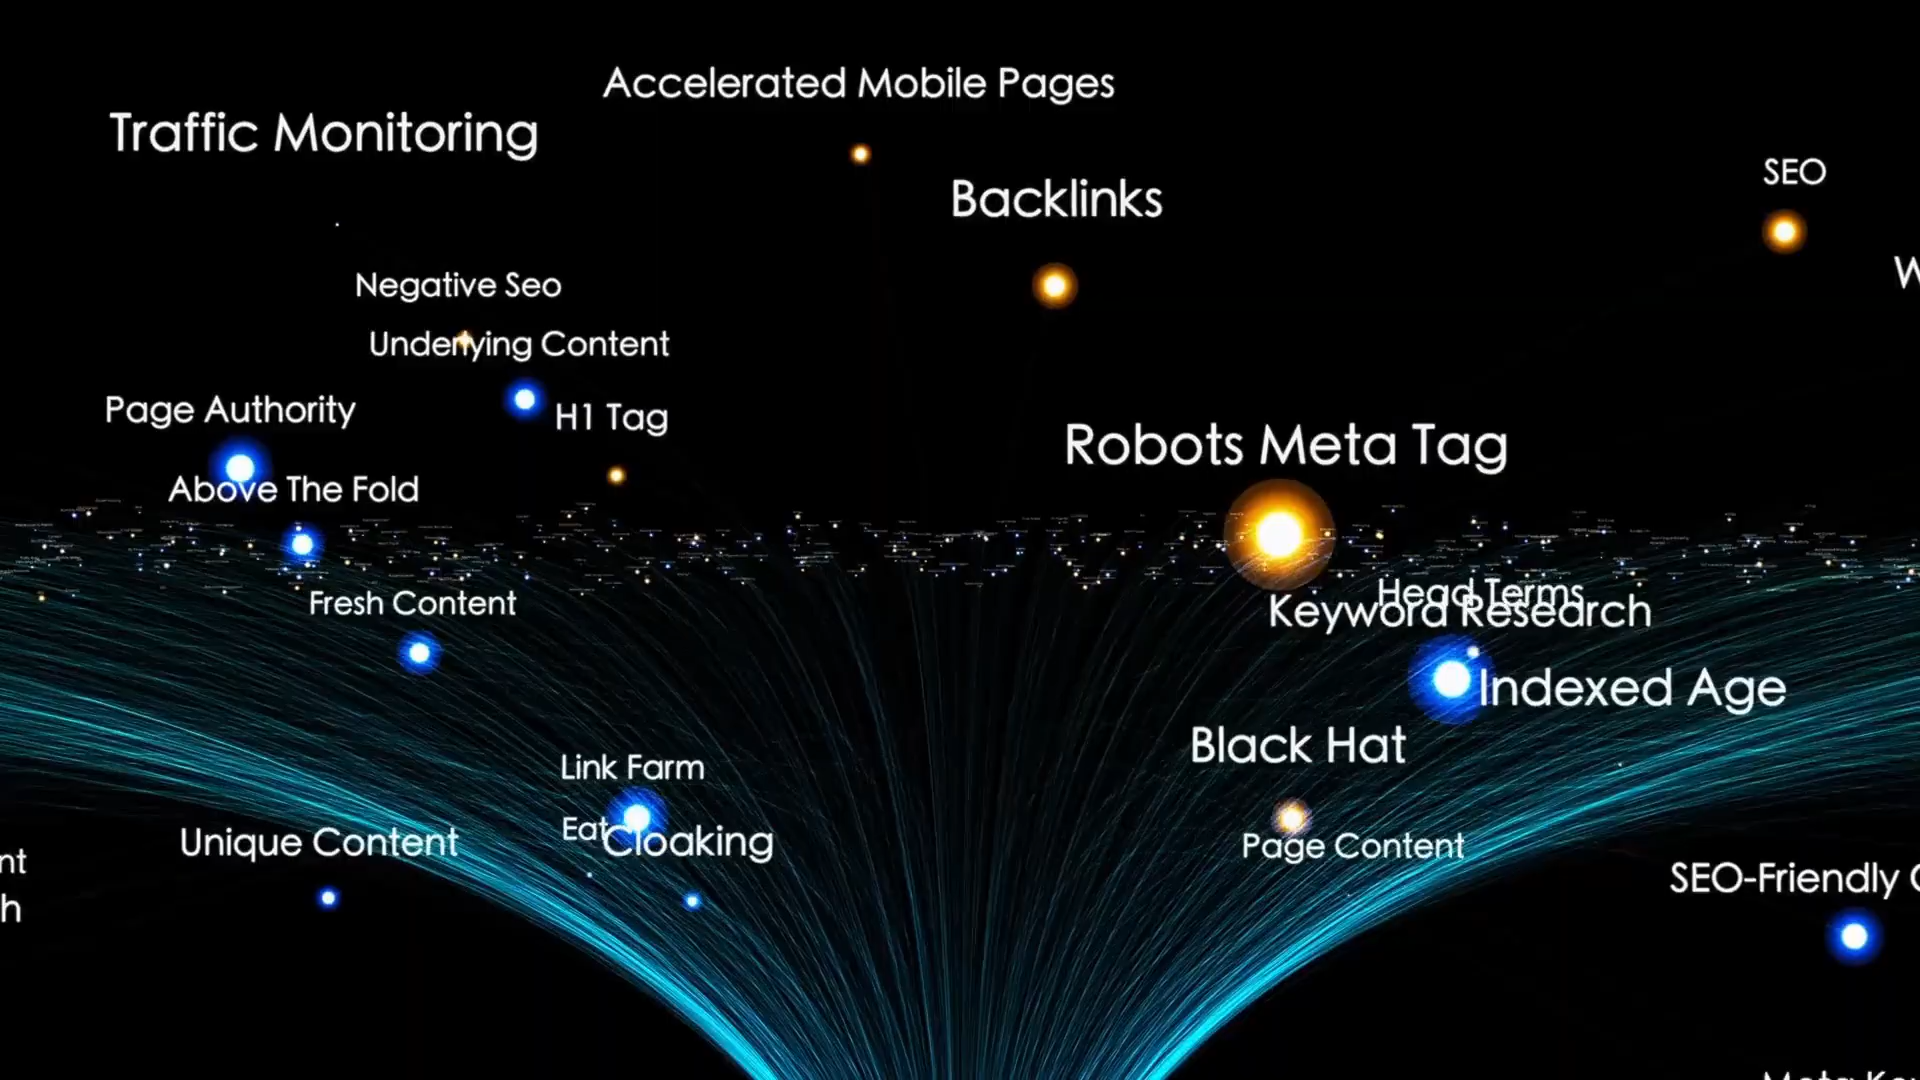 Accelerated Mobile Pages
Traffic Monitoring
SEO
Backlinks
W
Negative Seo
Underlying Content
Page Authority
H1 Tag
Robots Meta Tag
Above The Fold
Head Terms
Fresh Content
Keyword Research
Indexed Age
Black Hat
Link Farm
Eat
Cloaking
Unique Content
Page Content
nt
SEO-Friendly
h